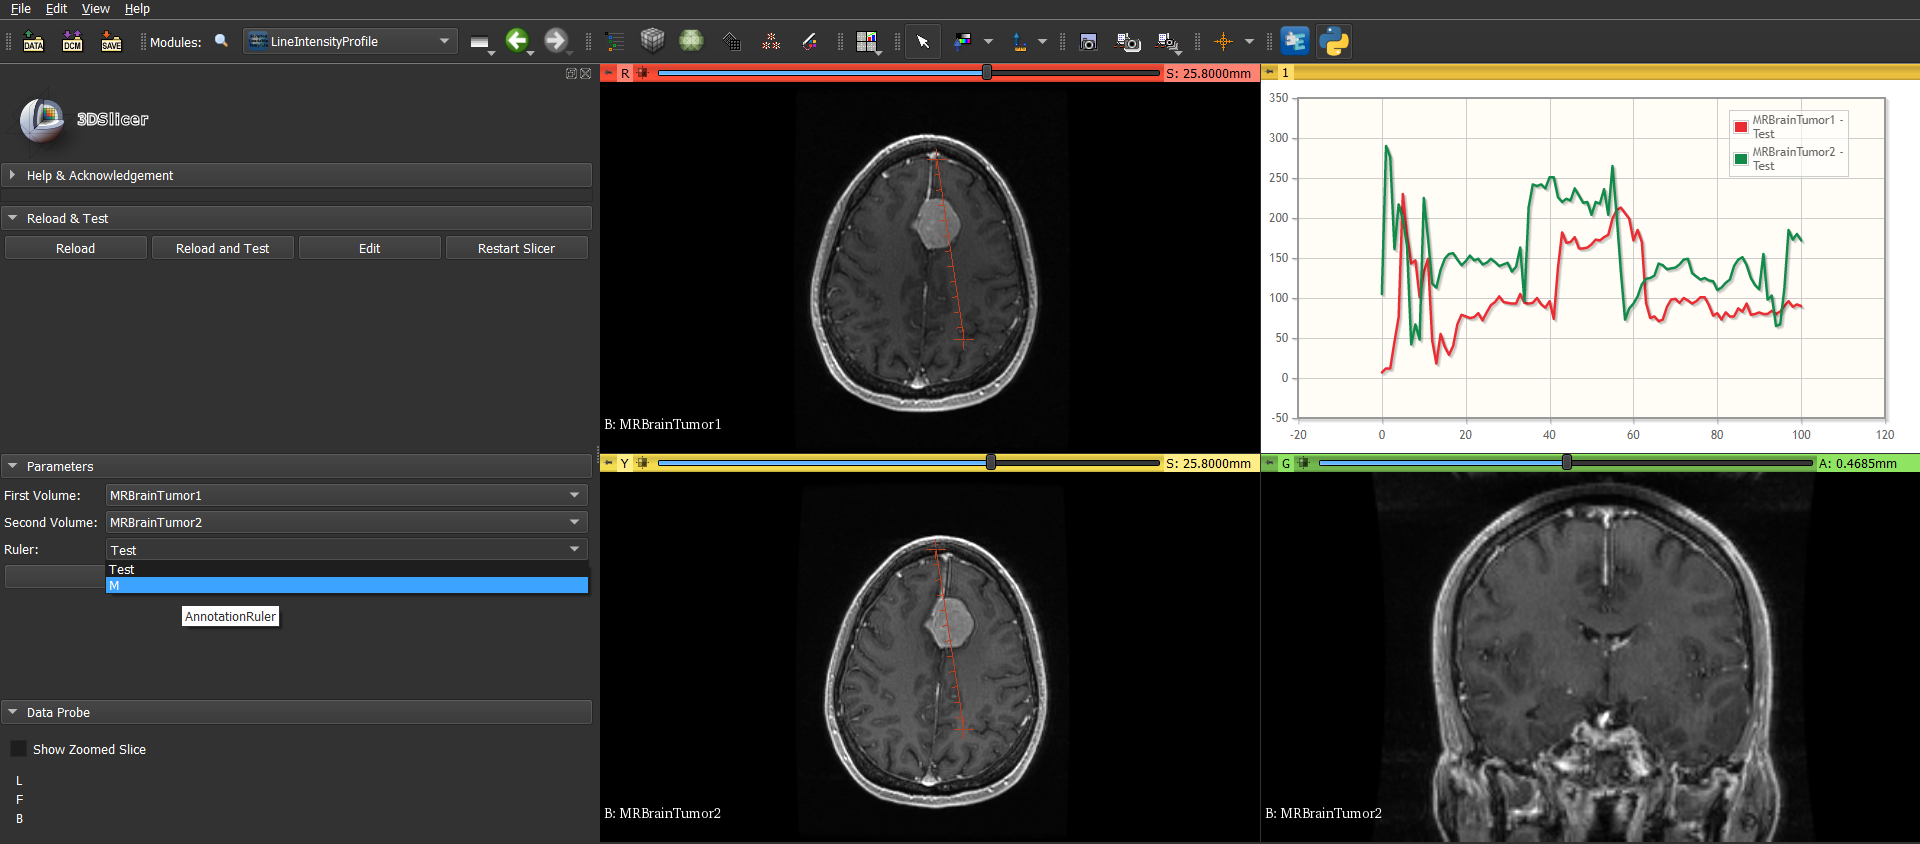 File Edit View Help
DATA DCM SAVE Modules: LineIntensityProfile
3DSlicer
Help & Acknowledgement
Reload & Test
Reload Reload and Test Edit Restart Slicer
Parameters
First Volume: MRBrainTumor1
Second Volume: MRBrainTumor2
Ruler: Test
Test
M
AnnotationRuler
Data Probe
Show Zoomed Slice
L
F
B
R S: 25.8000mm
B: MRBrainTumor1
1
350
300
250
200
150
100
50
0
-50
-20 0 20 40 60 80 100 120
MRBrainTumor1 -
Test
MRBrainTumor2 -
Test
Y S: 25.8000mm
B: MRBrainTumor2
G A: 0.4685mm
B: MRBrainTumor2